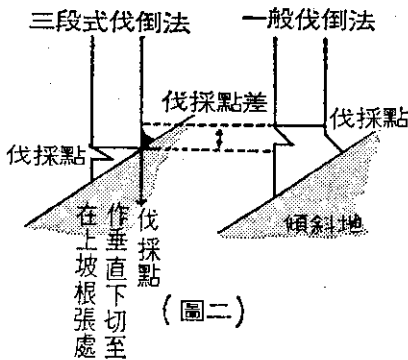 三段式伐倒法
一般伐倒法
伐採點差
伐採點
伐採點
伐採點
作垂直下切至
在上坡根張處
傾斜地
(圖二)